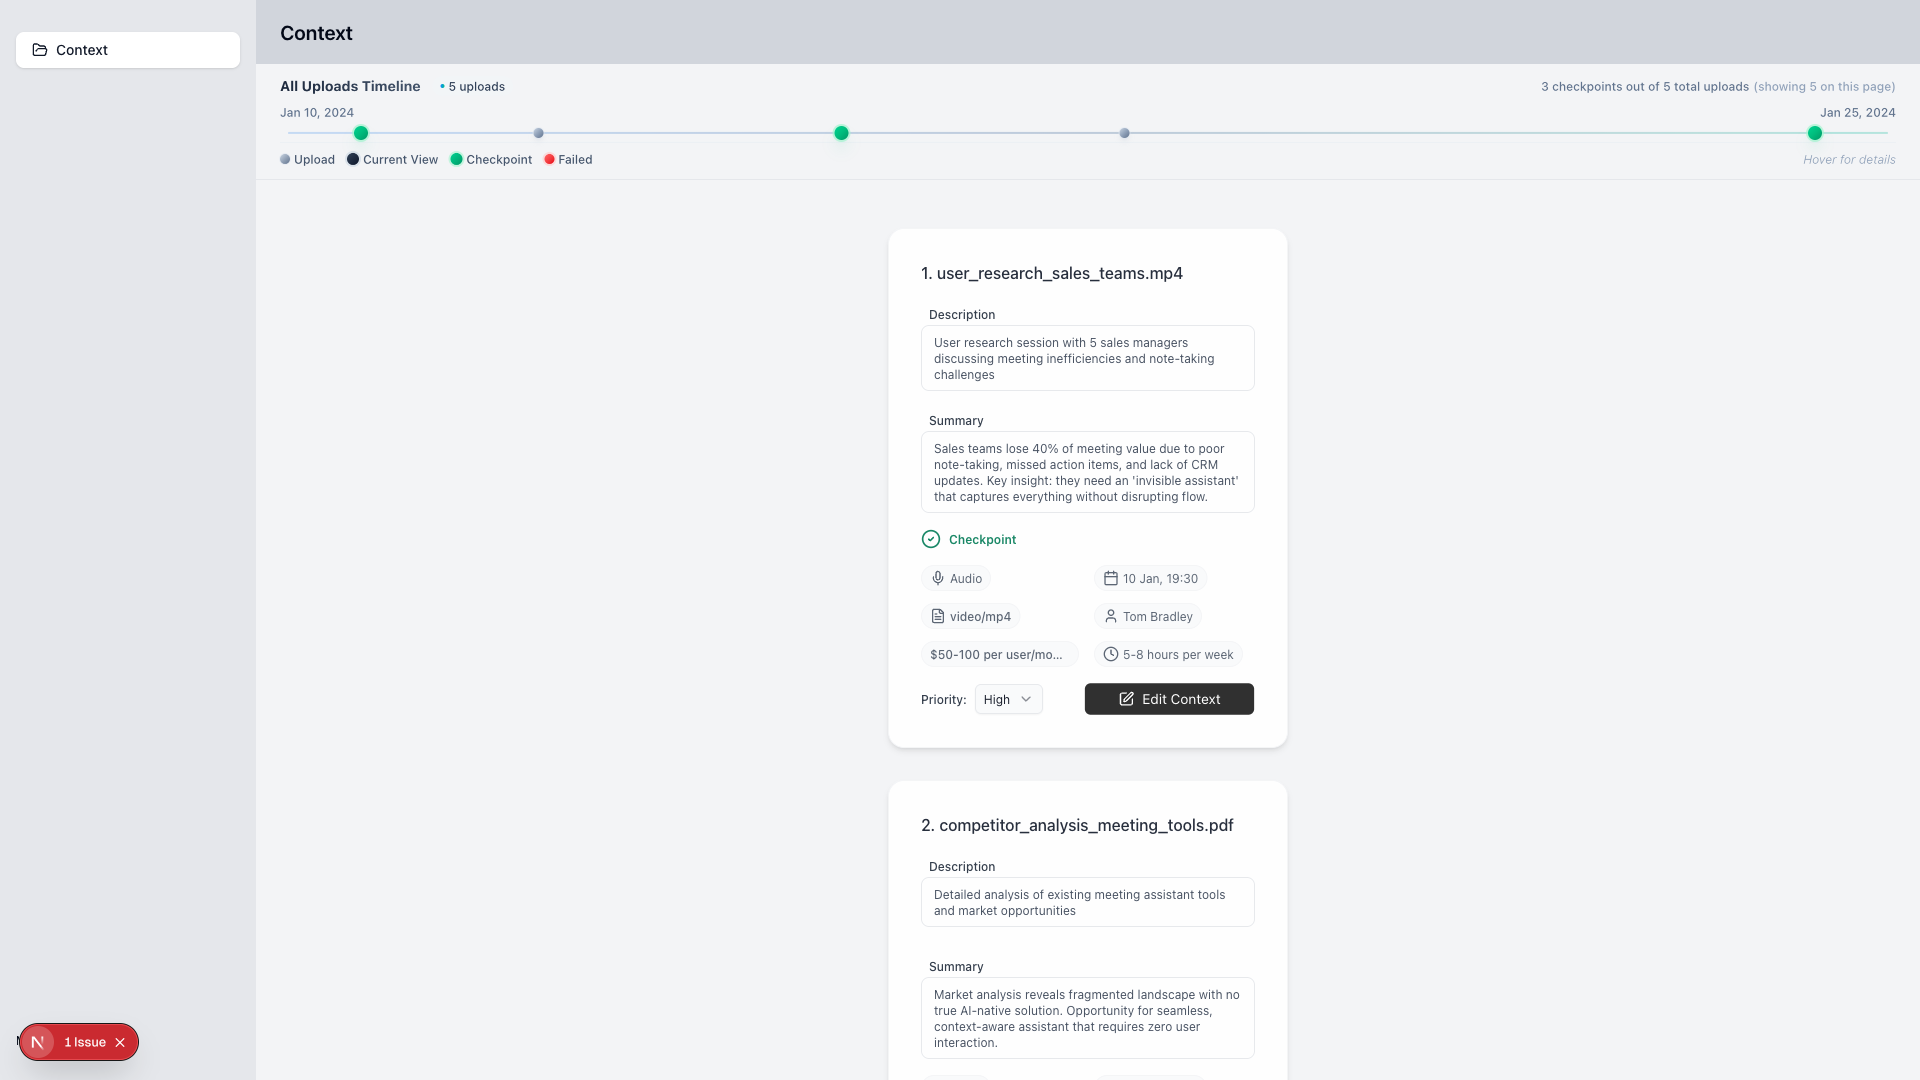 Context
Context
All Uploads Timeline
• 5 uploads
3 checkpoints out of 5 total uploads (showing 5 on this page)
Jan 10, 2024
Jan 25, 2024
Upload
Current View
Checkpoint
Failed
Hover for details
1. user_research_sales_teams.mp4
Description
User research session with 5 sales managers
discussing meeting inefficiencies and note-taking
challenges
Summary
Sales teams lose 40% of meeting value due to poor
note-taking, missed action items, and lack of CRM
updates. Key insight: they need an 'invisible assistant'
that captures everything without disrupting flow.
Checkpoint
Audio
10 Jan, 19:30
video/mp4
Tom Bradley
$50-100 per user/mo...
5-8 hours per week
Priority:
High
Edit Context
2. competitor_analysis_meeting_tools.pdf
Description
Detailed analysis of existing meeting assistant tools
and market opportunities
Summary
Market analysis reveals fragmented landscape with no
true AI-native solution. Opportunity for seamless,
context-aware assistant that requires zero user
interaction.
N
1 Issue